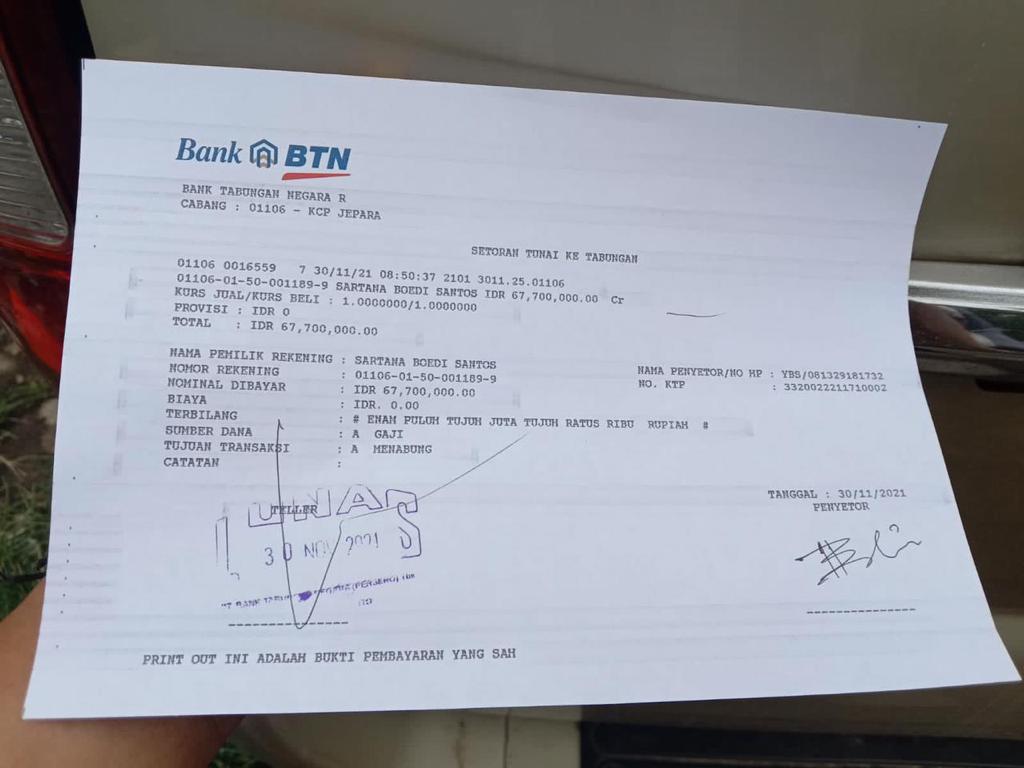 Bank BTN
BANK TABUNGAN NEGARA R
CABANG : 01106 - KCP JEPARA
SETORAN TUNAI KE TABUNGAN
01106 0016559 7 30/11/21 08:50:37 2101 3011.25.01106
01106-01-50-001189-9 SARTANA BOEDI SANTOS IDR 67,700,000.00 Cr
KURS JUAL/KURS BELI : 1.0000000/1.0000000
PROVISI : IDR 0
TOTAL : IDR 67,700,000.00
NAMA PEMILIK REKENING : SARTANA BOEDI SANTOS
NOMOR REKENING : 01106-01-50-001189-9
NOMINAL DIBAYAR : IDR 67,700,000.00
BIAYA : IDR. 0.00
TERBILANG : # ENAM PULUH TUJUH JUTA TUJUH RATUS RIBU RUPIAH #
SUMBER DANA : A GAJI
TUJUAN TRANSAKSI : A MENABUNG
CATATAN :
NAMA PENYETOR/NO HP : YBS/081329181732
NO. KTP : 3320022211710002
TANGGAL : 30/11/2021
PENYETOR
TELLER
LUNAS
30 NOV 2021
BANK (PERSERO)
PRINT OUT INI ADALAH BUKTI PEMBAYARAN YANG SAH